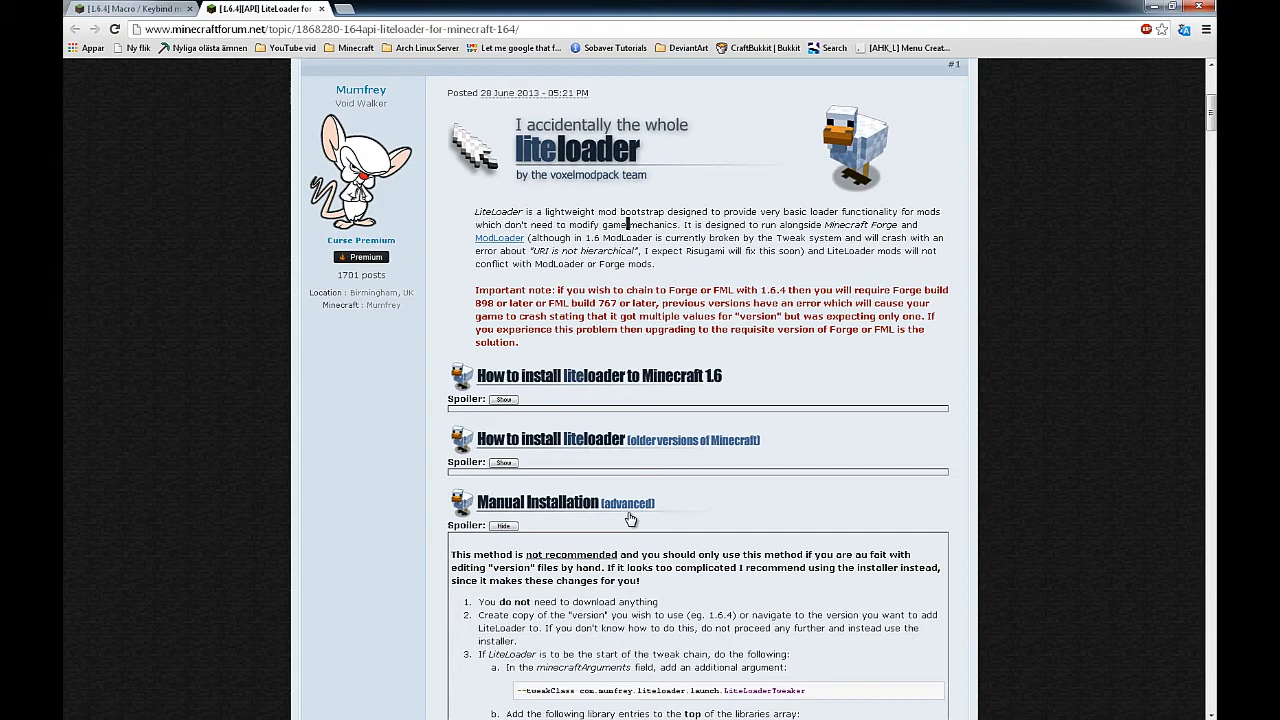 [1.6.4] Macro / Keybind m
[1.6.4][API] LiteLoader for
www.minecraftforum.net/topic/1868280-164api-liteloader-for-minecraft-164/
Appar Ny flik Nyliga olästa ämnen YouTube vid Minecraft Arch Linux Server Let me google that f... Sobaver Tutorials DeviantArt CraftBukkit | Bukkit Search [AHK_L] Menu Creat...
#1
Mumfrey
Void Walker
Curse Premium
Premium
1701 posts
Location : Birmingham, UK
Minecraft : Mumfrey
Posted 28 June 2013 - 05:21 PM
I accidentally the whole
liteloader
by the voxelmodpack team
LiteLoader is a lightweight mod bootstrap designed to provide very basic loader functionality for mods
which don't need to modify game mechanics. It is designed to run alongside Minecraft Forge and
ModLoader (although in 1.6 ModLoader is currently broken by the Tweak system and will crash with an
error about "URI is not hierarchical", I expect Risugami will fix this soon) and LiteLoader mods will not
conflict with ModLoader or Forge mods.
Important note: if you wish to chain to Forge or FML with 1.6.4 then you will require Forge build
898 or later or FML build 767 or later, previous versions have an error which will cause your
game to crash stating that it got multiple values for "version" but was expecting only one. If
you experience this problem then upgrading to the requisite version of Forge or FML is the
solution.
How to install liteloader to Minecraft 1.6
Spoiler: Show
How to install liteloader (older versions of Minecraft)
Spoiler: Show
Manual Installation (advanced)
Spoiler: Hide
This method is not recommended and you should only use this method if you are au fait with
editing "version" files by hand. If it looks too complicated I recommend using the installer instead,
since it makes these changes for you!
1. You do not need to download anything
2. Create copy of the "version" you wish to use (eg. 1.6.4) or navigate to the version you want to add
LiteLoader to. If you don't know how to do this, do not proceed any further and instead use the
installer.
3. If LiteLoader is to be the start of the tweak chain, do the following:
a. In the minecraftArguments field, add an additional argument:
--tweakClass com.mumfrey.liteloader.launch.LiteLoaderTweaker
b. Add the following library entries to the top of the libraries array: